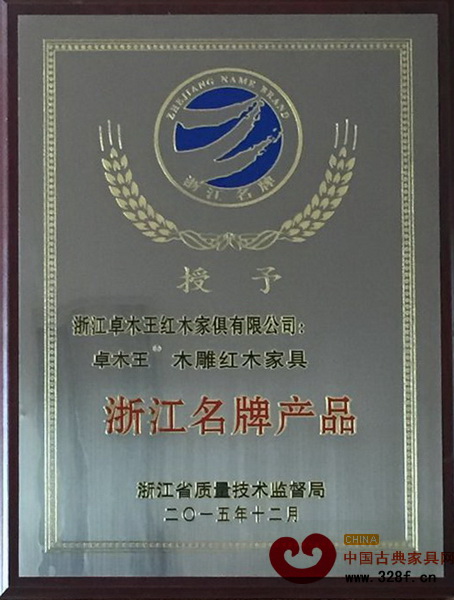 ZHEJIANG NAME BRAND
浙江名牌
授予
浙江卓木王红木家俱有限公司：
卓木王® 木雕红木家具
浙江名牌产品
浙江省质量技术监督局
二〇一五年十二月
CHINA
中国古典家具网
www.328f.cn